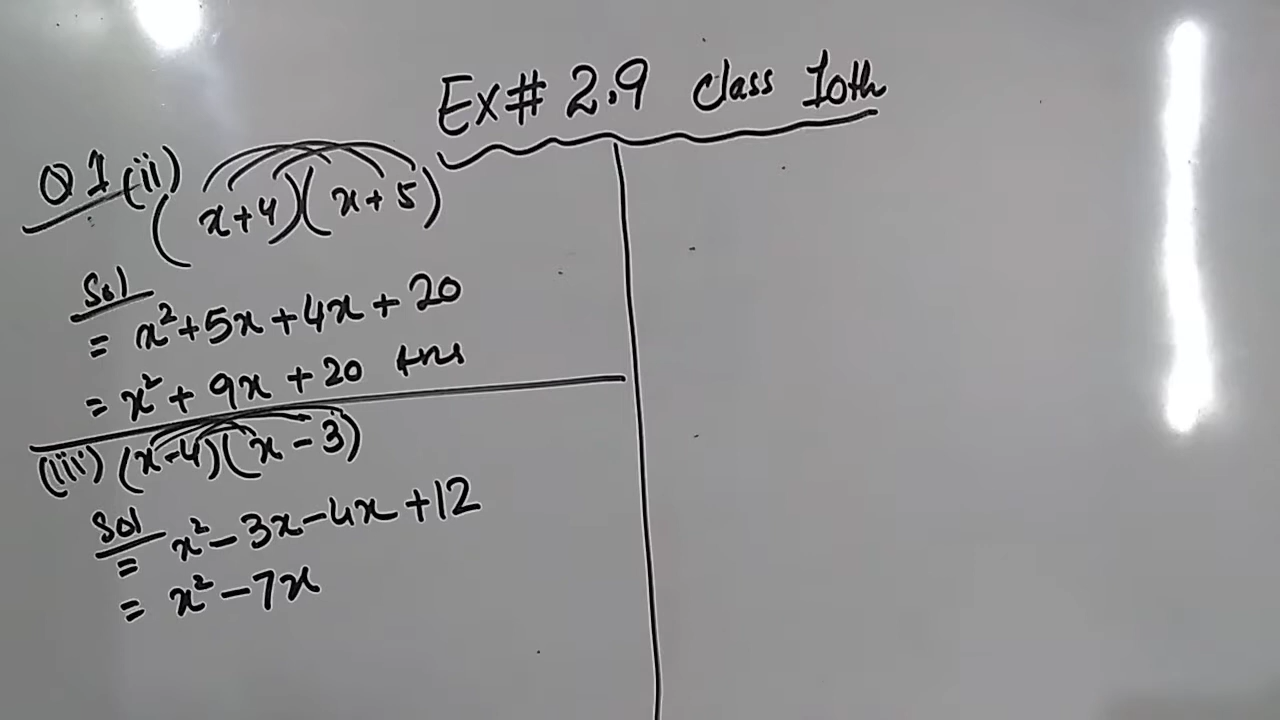 Ex# 2.9 class 10th
Q1(ii)
(x+4)(x+5)
Sol
= x²+5x+4x+20
= x²+9x+20 Ans
(iii) (x-4)(x-3)
Sol
= x²-3x-4x+12
= x²-7x